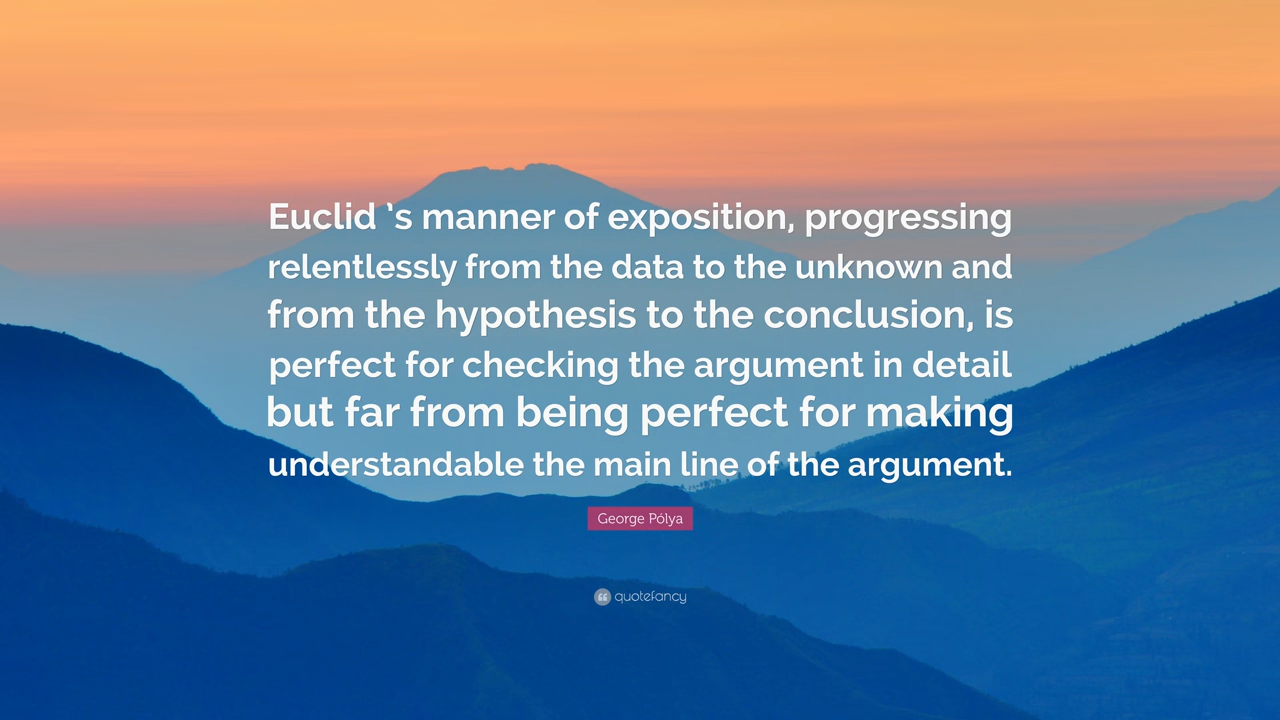 Euclid ’s manner of exposition, progressing
relentlessly from the data to the unknown and
from the hypothesis to the conclusion, is
perfect for checking the argument in detail
but far from being perfect for making
understandable the main line of the argument.
George Pólya
quotefancy